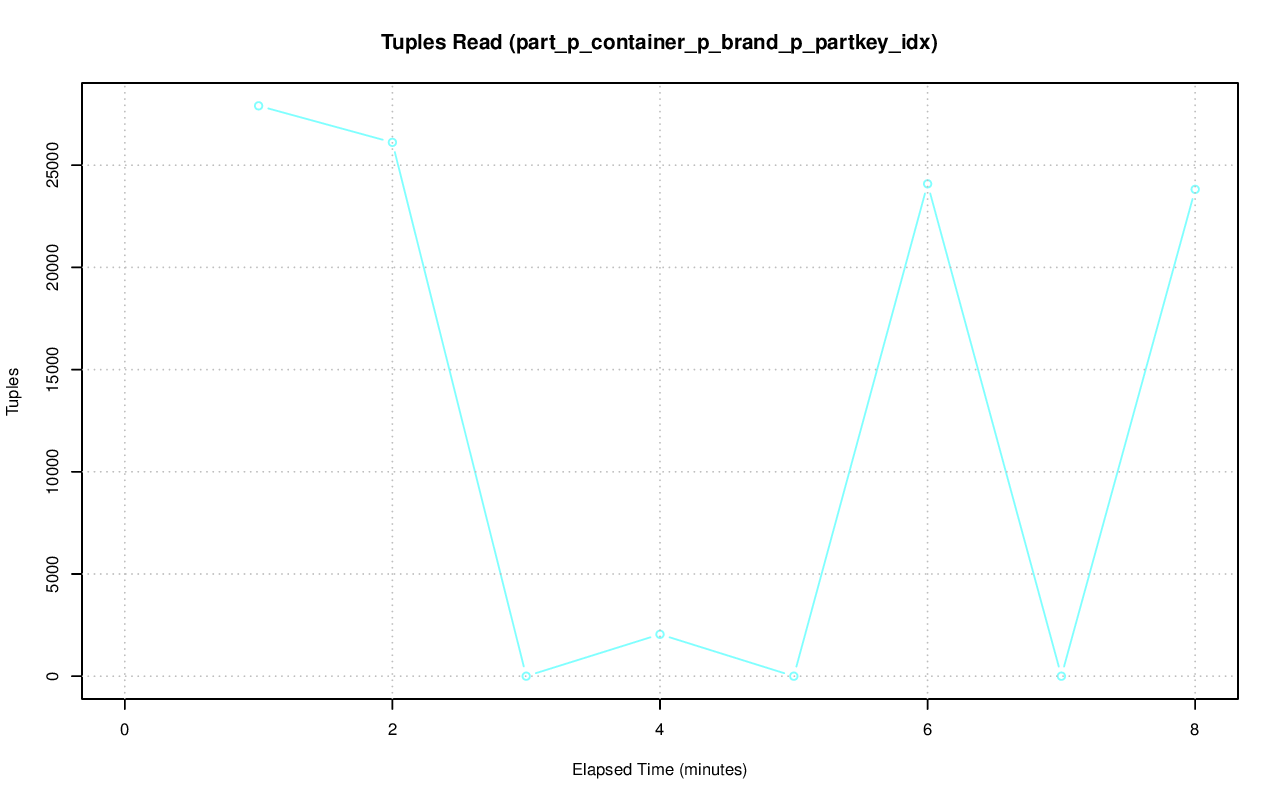 Tuples Read (part_p_container_p_brand_p_partkey_idx)
Tuples
25000
20000
15000
10000
5000
0
0 2 4 6 8
Elapsed Time (minutes)